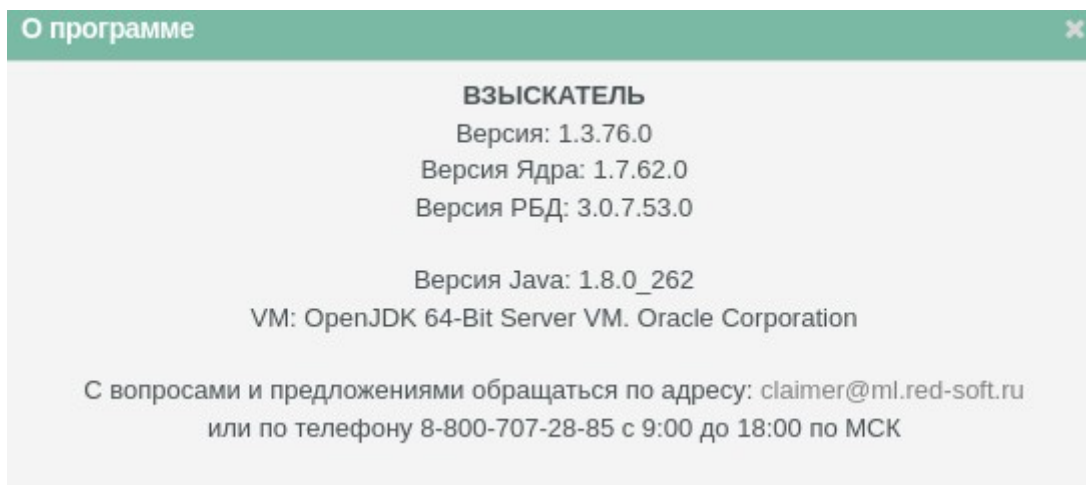 О программе
ВЗЫСКАТЕЛЬ
Версия: 1.3.76.0
Версия Ядра: 1.7.62.0
Версия РБД: 3.0.7.53.0
Версия Java: 1.8.0_262
VM: OpenJDK 64-Bit Server VM. Oracle Corporation
С вопросами и предложениями обращаться по адресу: claimer@ml.red-soft.ru
или по телефону 8-800-707-28-85 с 9:00 до 18:00 по МСК